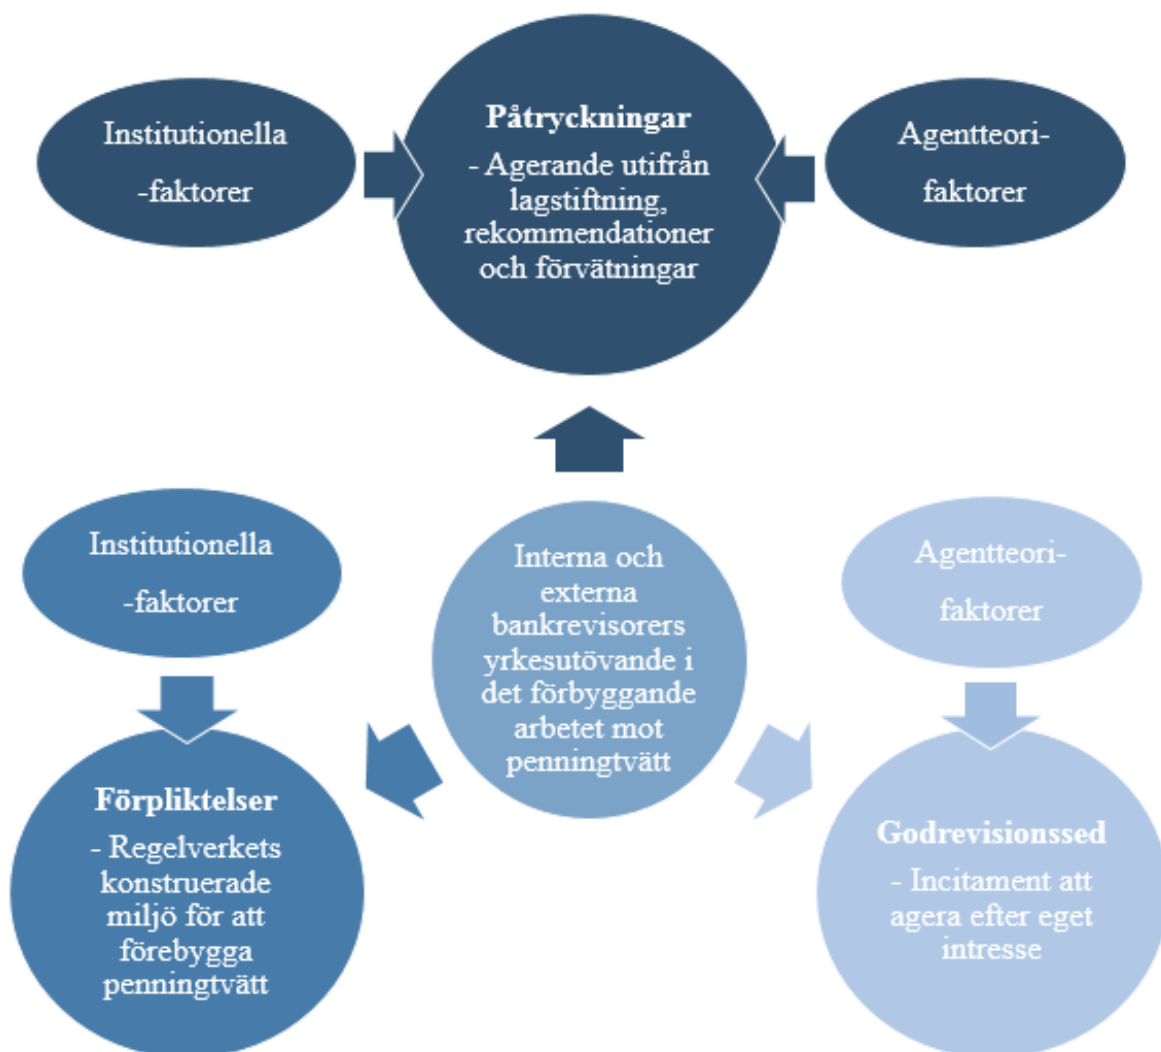 Påtryckningar
- Agerande utifrån
lagstiftning,
rekommendationer
och förvätningar
Institutionella
-faktorer
Agentteori-
faktorer
Institutionella
-faktorer
Interna och
externa
bankrevisorers
yrkesutövande i
det förbyggande
arbetet mot
penningtvätt
Agentteori-
faktorer
Förpliktelser
- Regelverkets
konstruerade
miljö för att
förebygga
penningtvätt
Godrevisionssed
- Incitament att
agera efter eget
intresse